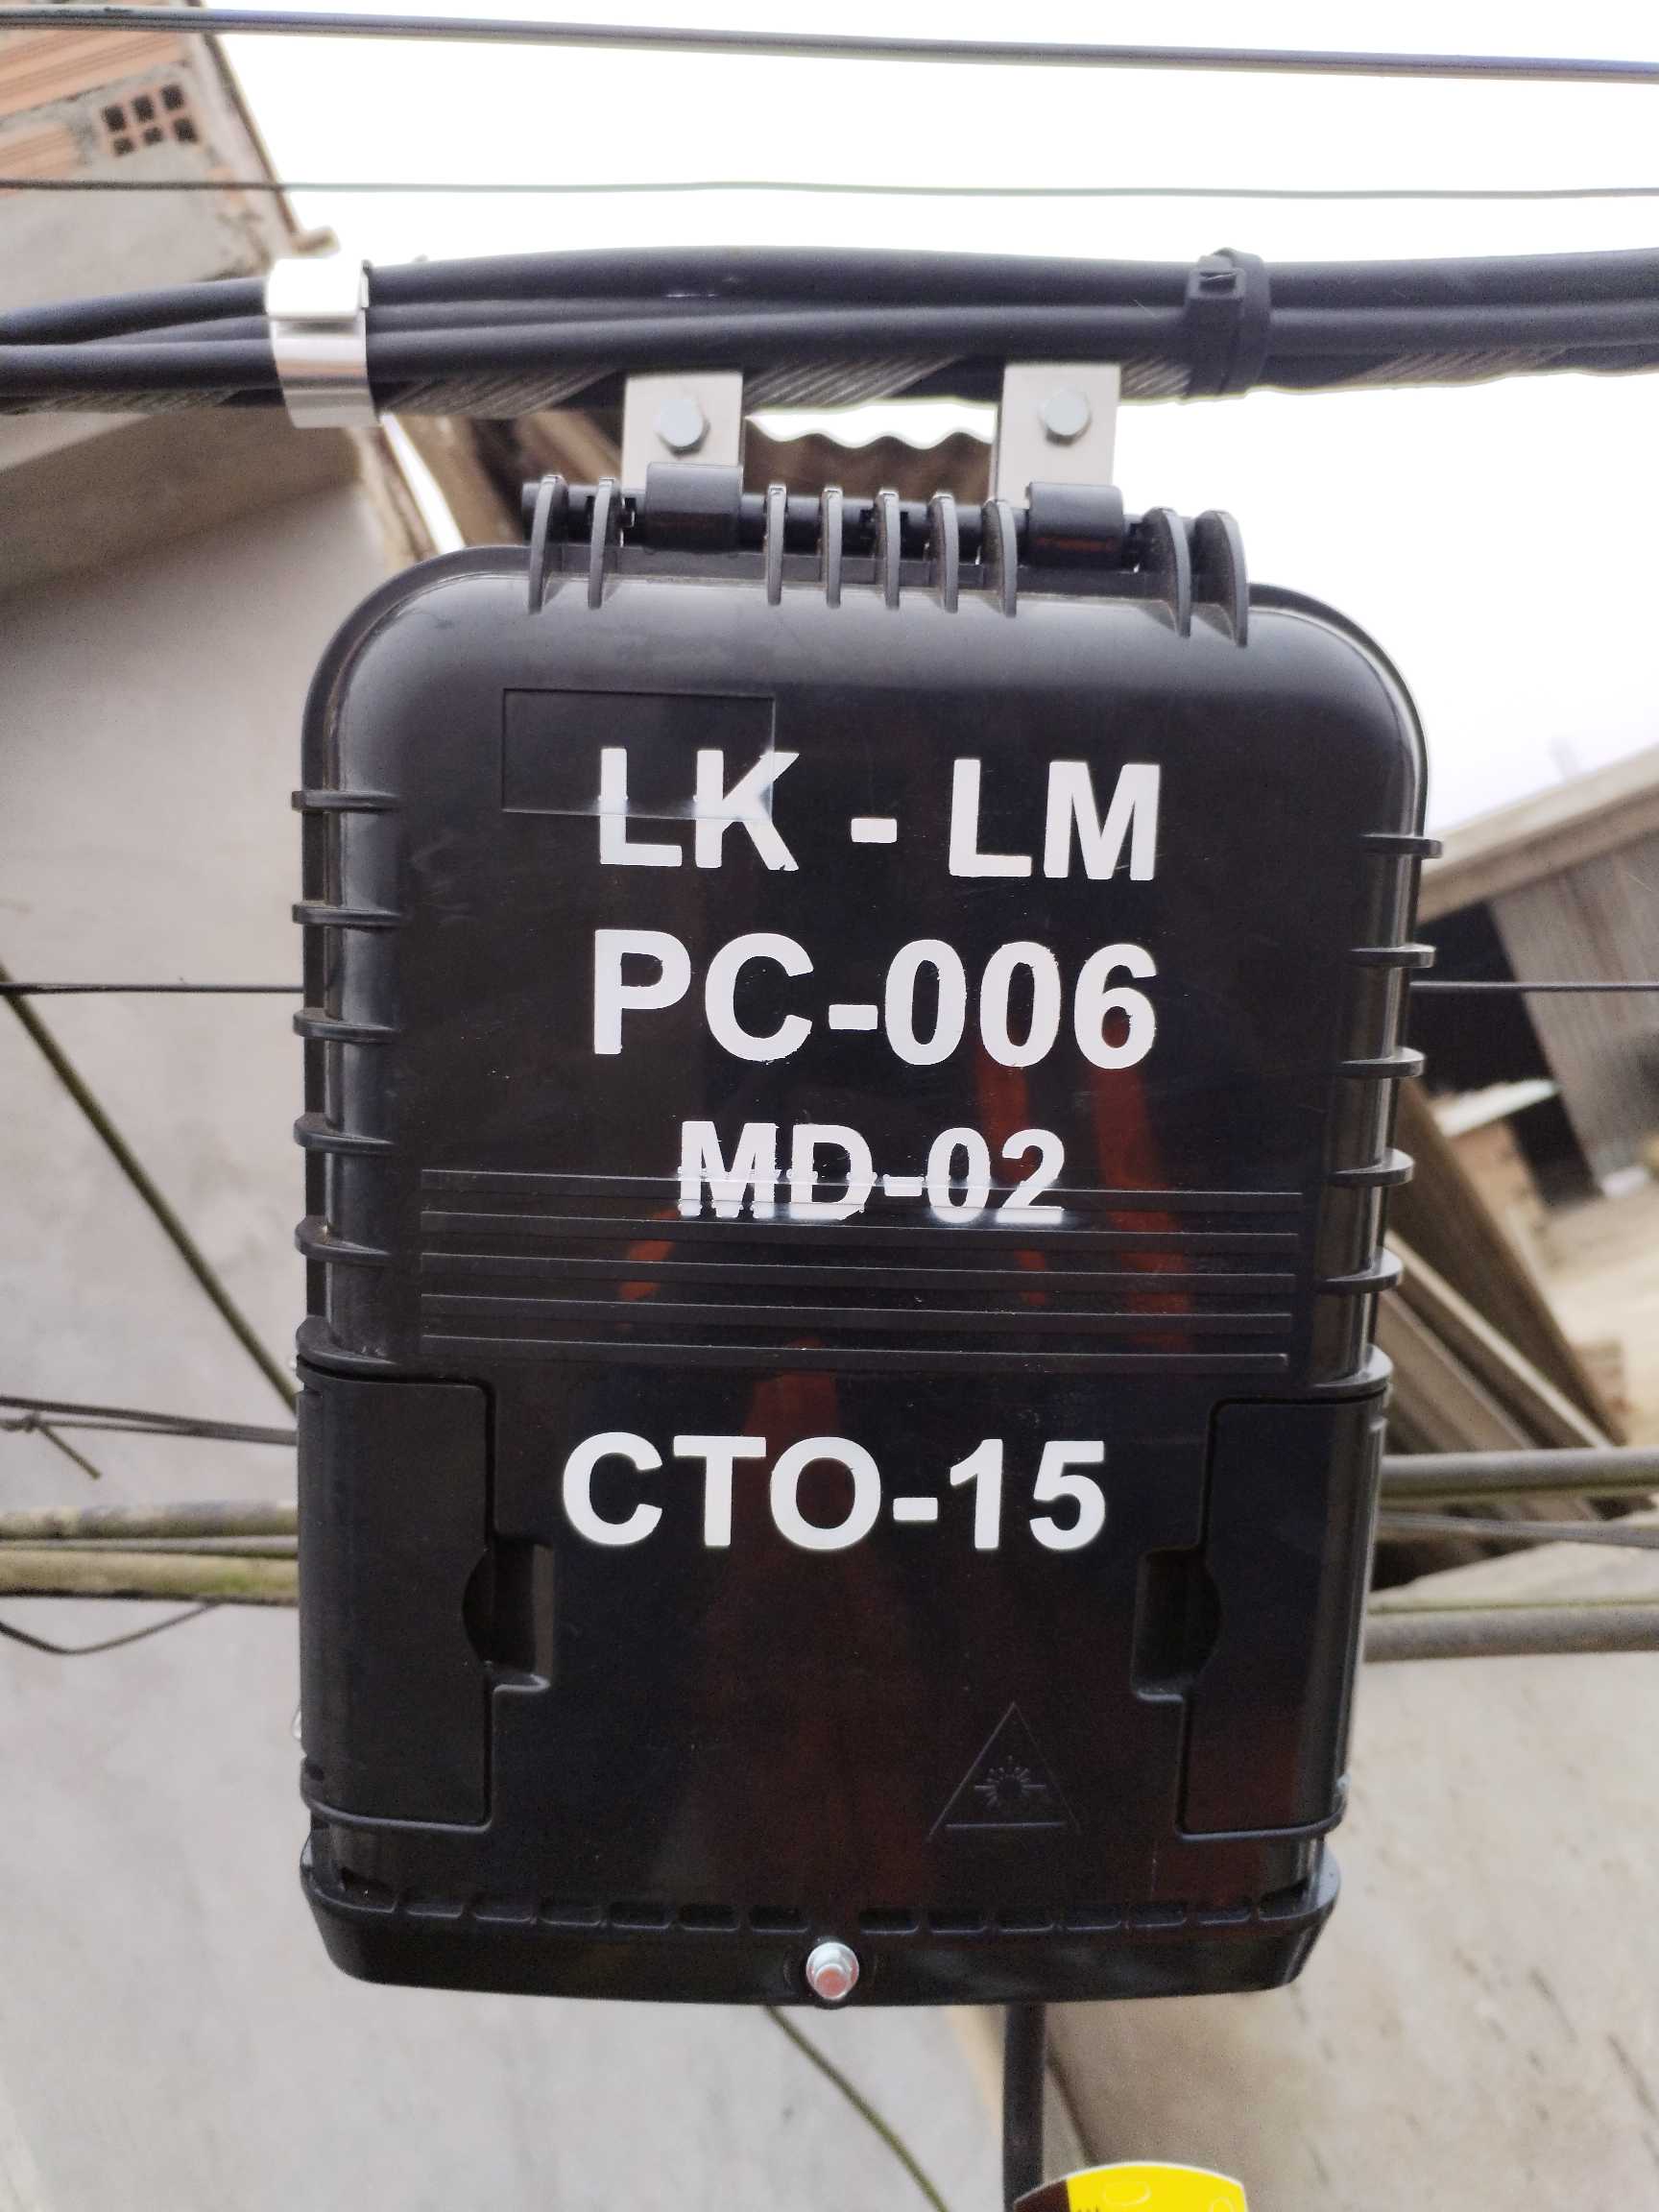 LK - LM
PC-006
MD-02
CTO-15